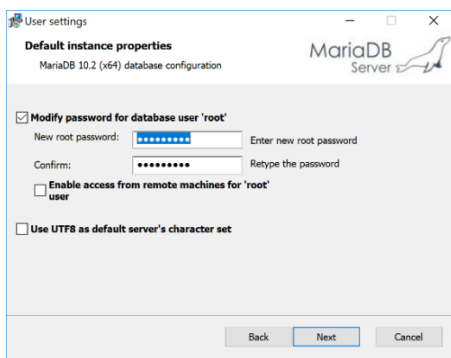 User settings
Default instance properties
MariaDB 10.2 (x64) database configuration
MariaDB
Server
Modify password for database user 'root'
New root password: ●●●●●●●●● Enter new root password
Confirm: ●●●●●●●●● Retype the password
Enable access from remote machines for 'root'
user
Use UTF8 as default server's character set
Back Next Cancel